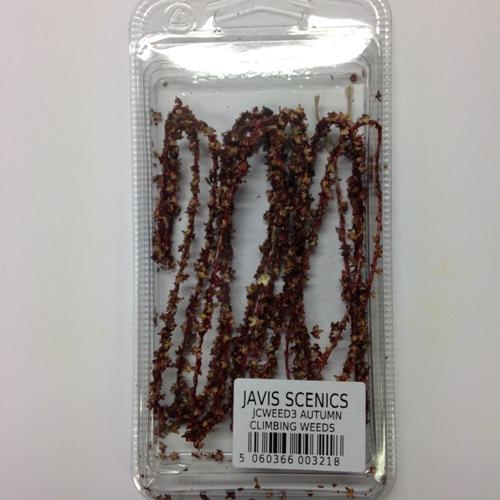 JAVIS SCENICS
JCWEED3 AUTUMN
CLIMBING WEEDS
5 060366 003218